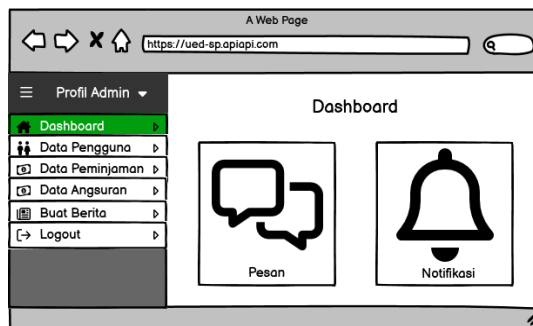 A Web Page
https://ued-sp.apiapi.com
Profil Admin
Dashboard
Dashboard
Data Pengguna
Data Peminjaman
Data Angsuran
Buat Berita
Logout
Pesan
Notifikasi